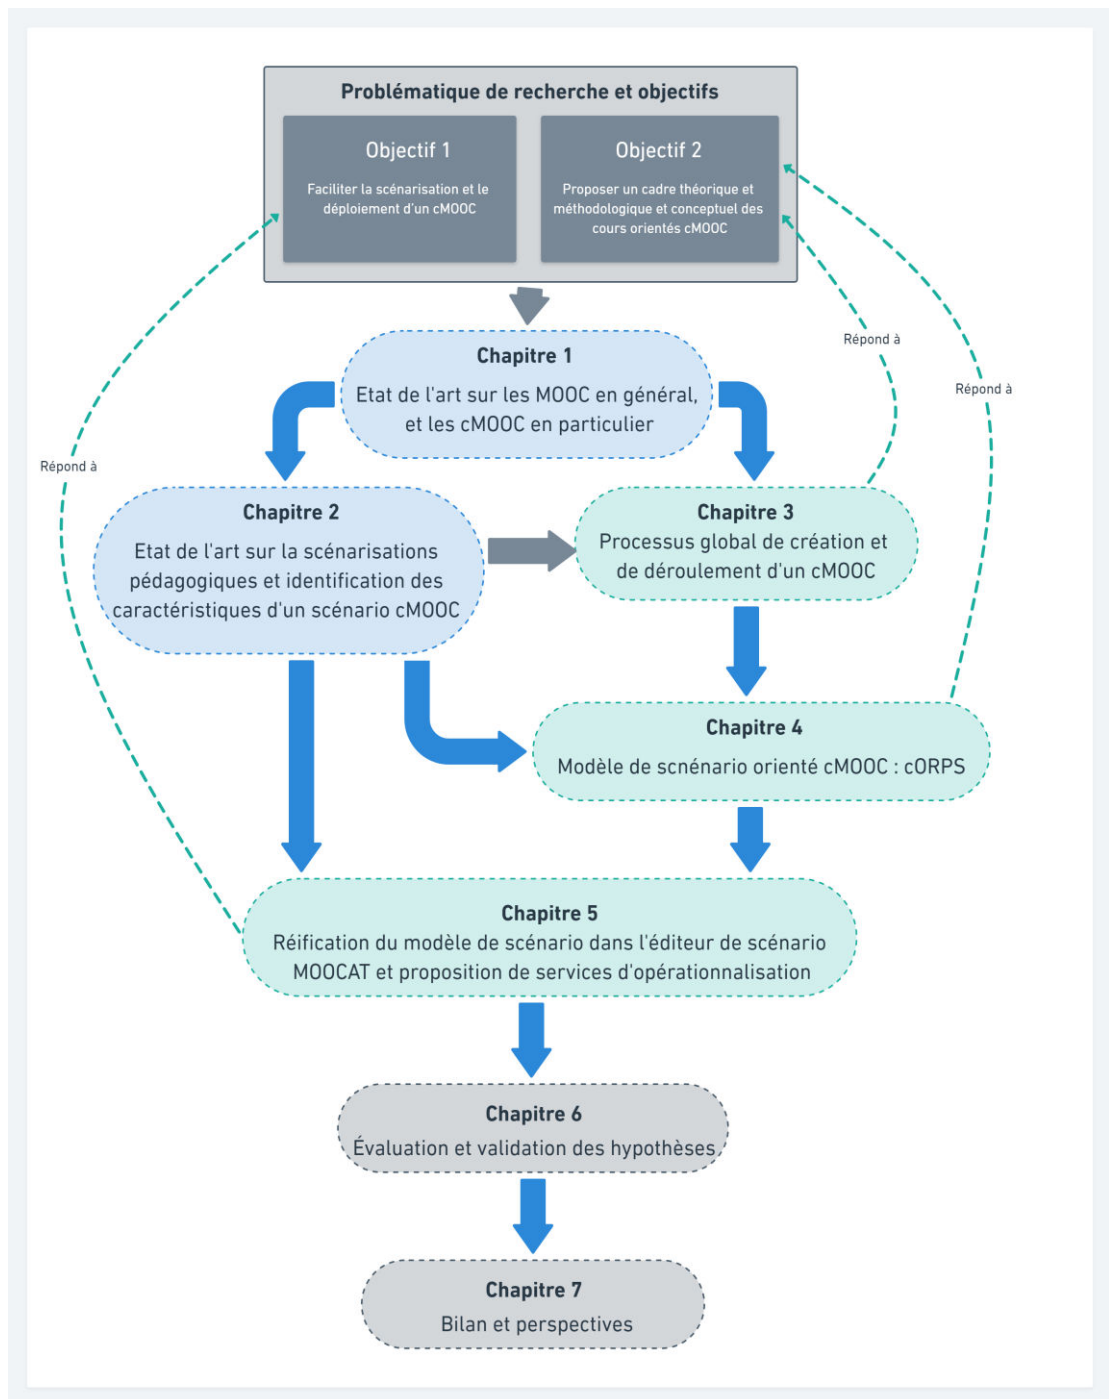 Problématique de recherche et objectifs
Objectif 1
Faciliter la scénarisation et le
déploiement d'un cMOOC
Objectif 2
Proposer un cadre théorique et
méthodologique et conceptuel des
cours orientés cMOOC
Répond à
Chapitre 1
Etat de l'art sur les MOOC en général,
et les cMOOC en particulier
Répond à
Répond à
Chapitre 2
Etat de l'art sur la scénarisations
pédagogiques et identification des
caractéristiques d'un scénario cMOOC
Chapitre 3
Processus global de création et
de déroulement d'un cMOOC
Chapitre 4
Modèle de scnénario orienté cMOOC : cORPS
Chapitre 5
Réification du modèle de scénario dans l'éditeur de scénario
MOOCAT et proposition de services d'opérationnalisation
Chapitre 6
Évaluation et validation des hypothèses
Chapitre 7
Bilan et perspectives